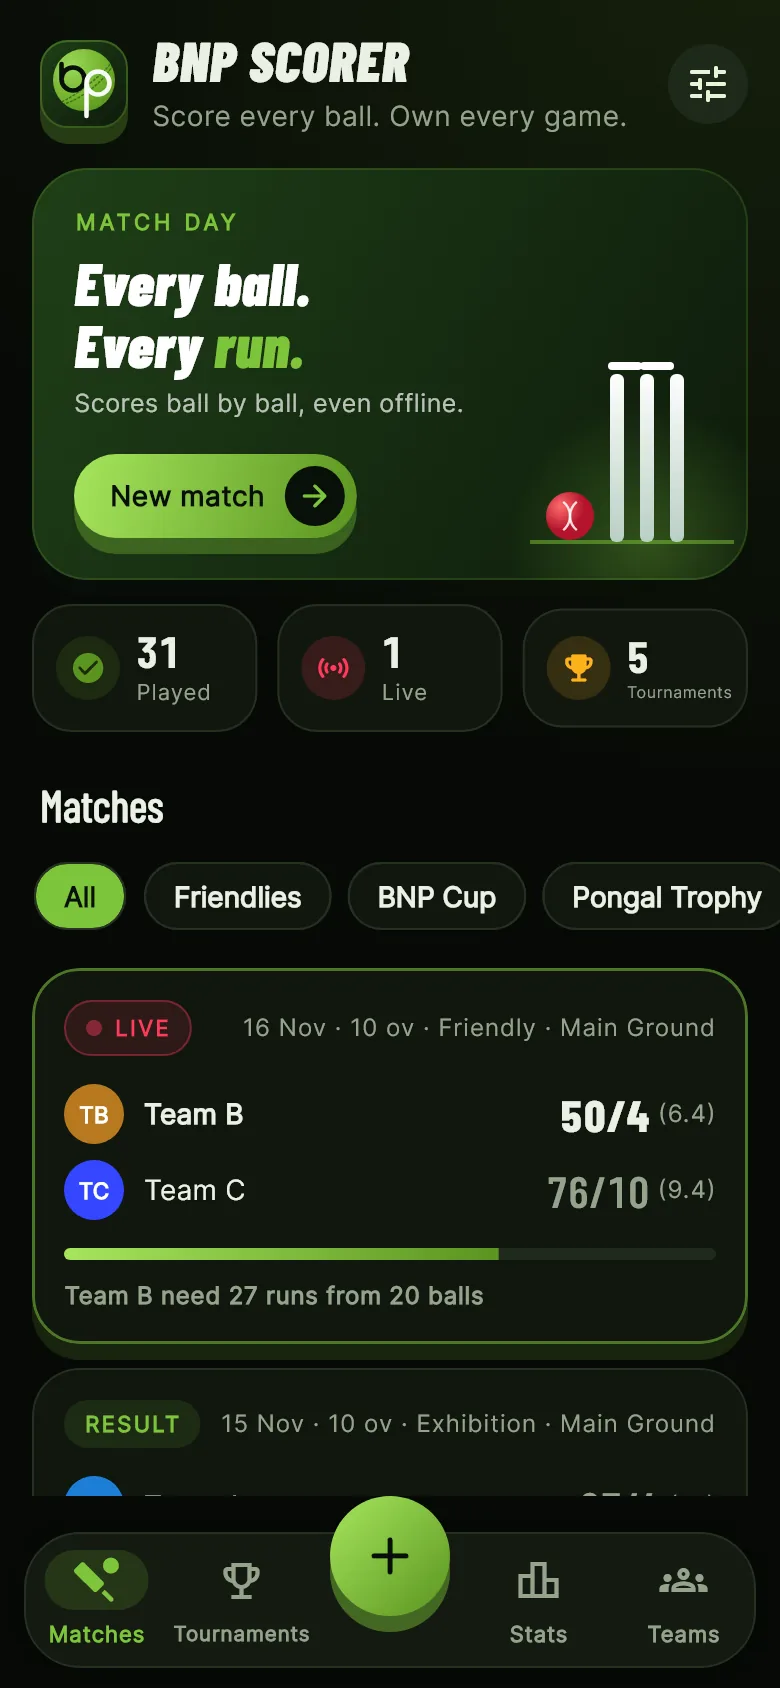 bp
BNP SCORER
Score every ball. Own every game.
MATCH DAY
Every ball.
Every run.
Scores ball by ball, even offline.
New match
31
Played
1
Live
5
Tournaments
Matches
All
Friendlies
BNP Cup
Pongal Trophy
LIVE
16 Nov · 10 ov · Friendly · Main Ground
TB Team B 50/4 (6.4)
TC Team C 76/10 (9.4)
Team B need 27 runs from 20 balls
RESULT
15 Nov · 10 ov · Exhibition · Main Ground
Matches
Tournaments
Stats
Teams